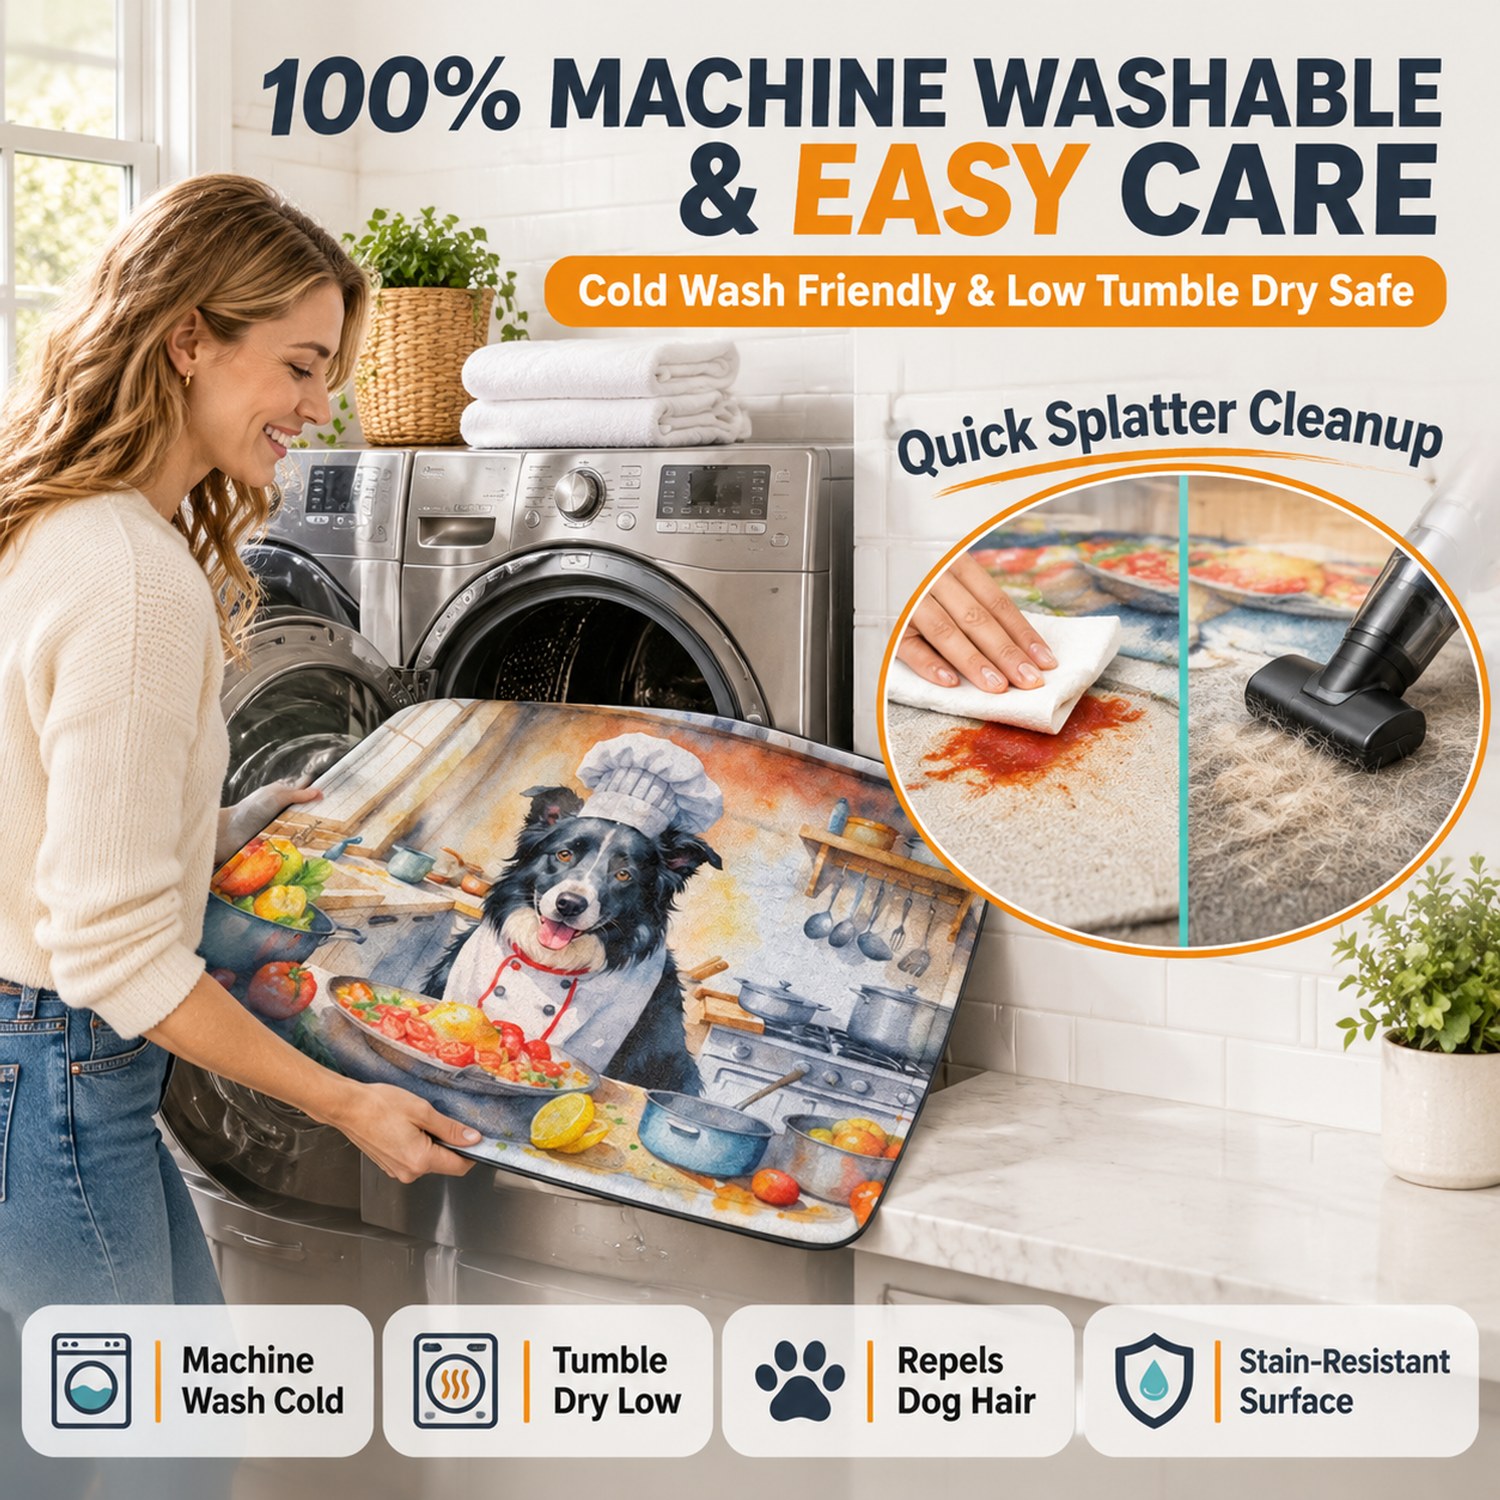 100% MACHINE WASHABLE
& EASY CARE
Cold Wash Friendly & Low Tumble Dry Safe
Quick Splatter Cleanup
Machine
Wash Cold
Tumble
Dry Low
Repels
Dog Hair
Stain-Resistant
Surface